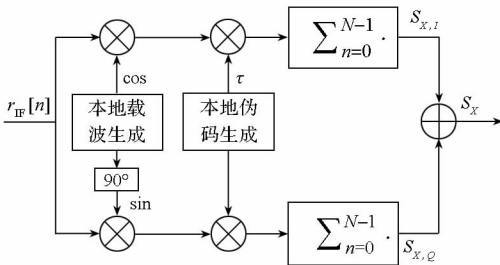 r_IF[n]
cos
本地载
波生成
90°
sin
τ
本地伪
码生成
∑_{n=0}^{N-1} ·
S_{X,I}
S_X
∑_{n=0}^{N-1} ·
S_{X,Q}